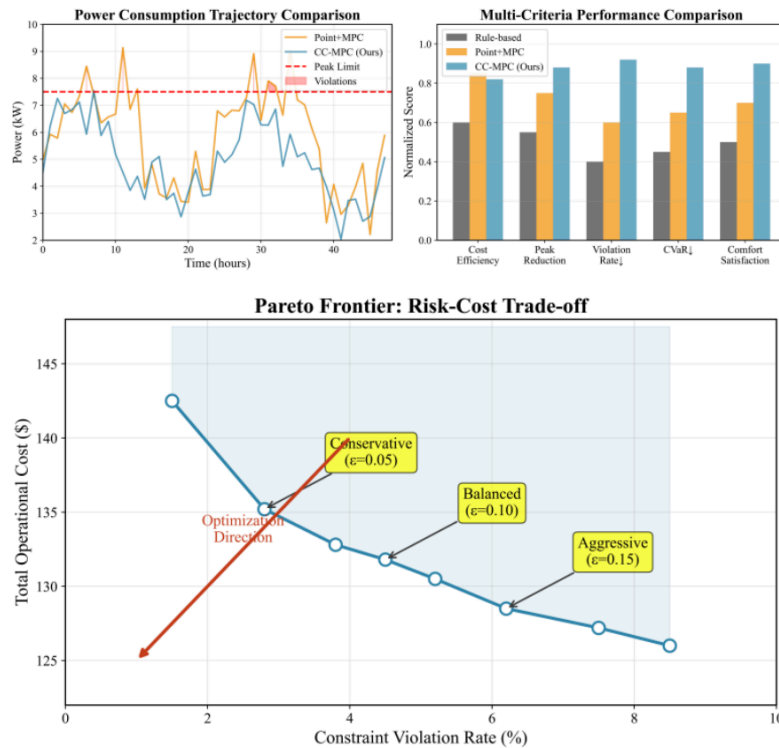 Power Consumption Trajectory Comparison
Point+MPC
CC-MPC (Ours)
Peak Limit
Violations
Power (kW)
10
9
8
7
6
5
4
3
2
0
10
20
30
40
Time (hours)
Multi-Criteria Performance Comparison
Rule-based
Point+MPC
CC-MPC (Ours)
Normalized Score
1.0
0.8
0.6
0.4
0.2
0.0
Cost
Efficiency
Peak
Reduction
Violation
Rate↓
CVaR↓
Comfort
Satisfaction
Pareto Frontier: Risk-Cost Trade-off
Total Operational Cost ($)
145
140
135
130
125
Conservative
(ε=0.05)
Balanced
(ε=0.10)
Aggressive
(ε=0.15)
Optimization
Direction
0
2
4
6
8
10
Constraint Violation Rate (%)